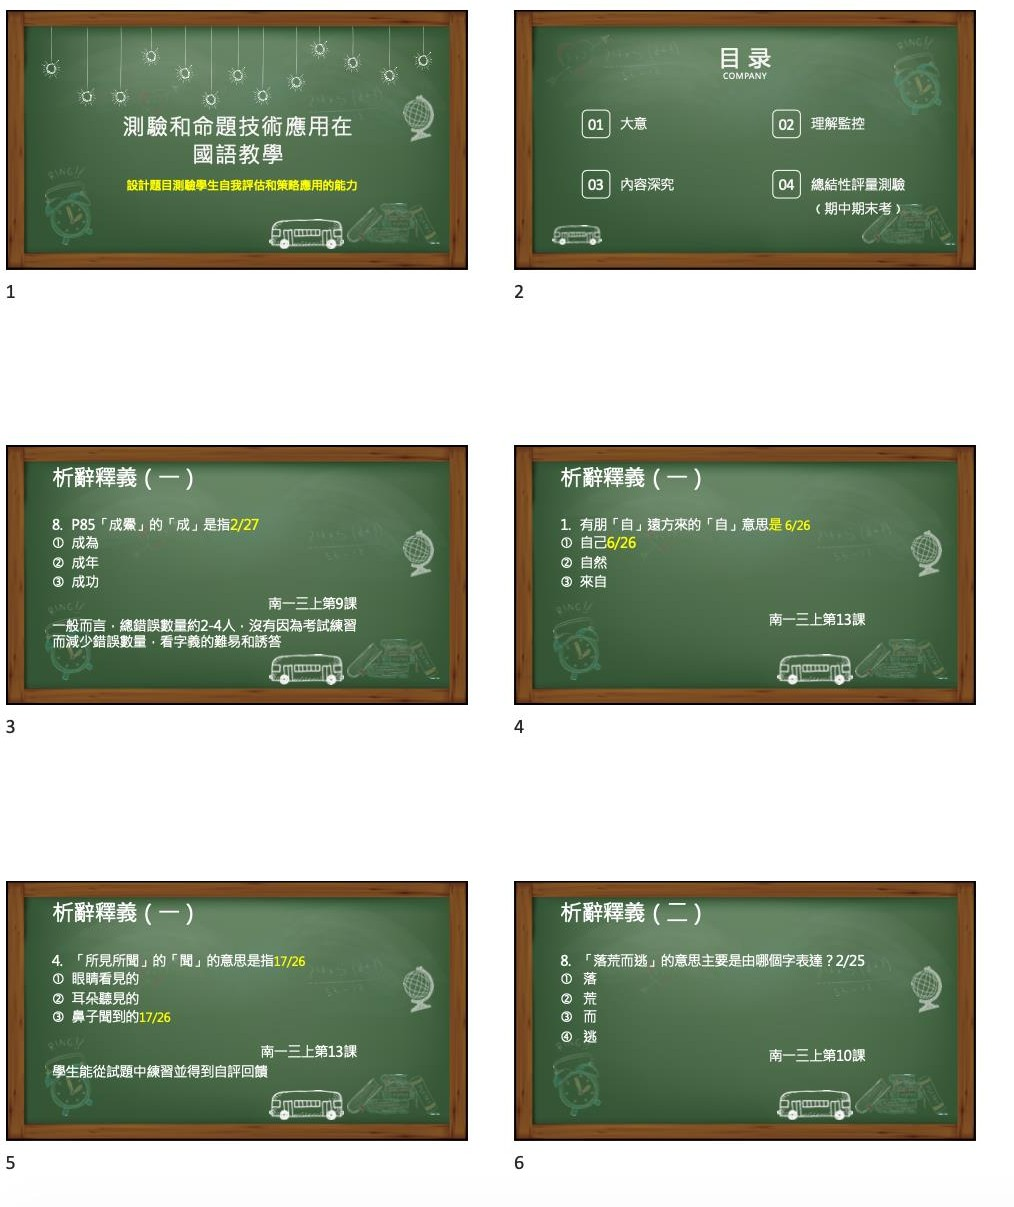 測驗和命題技術應用在
國語教學
設計題目測驗學生自我評估和策略應用的能力
1
目录
COMPANY
01 大意
02 理解監控
03 內容深究
04 總結性評量測驗
（期中期末考）
2
析辭釋義（一）
8. P85「成鱟」的「成」是指2/27
① 成為
② 成年
③ 成功
南一三上第9課
一般而言，總錯誤數量約2-4人，沒有因為考試練習
而減少錯誤數量，看字義的難易和誘答
3
析辭釋義（一）
1. 有朋「自」遠方來的「自」意思是 6/26
① 自己6/26
② 自然
③ 來自
南一三上第13課
4
析辭釋義（一）
4. 「所見所聞」的「聞」的意思是指17/26
① 眼睛看見的
② 耳朵聽見的
③ 鼻子聞到的17/26
南一三上第13課
學生能從試題中練習並得到自評回饋
5
析辭釋義（二）
8. 「落荒而逃」的意思主要是由哪個字表達？2/25
① 落
② 荒
③ 而
④ 逃
南一三上第10課
6